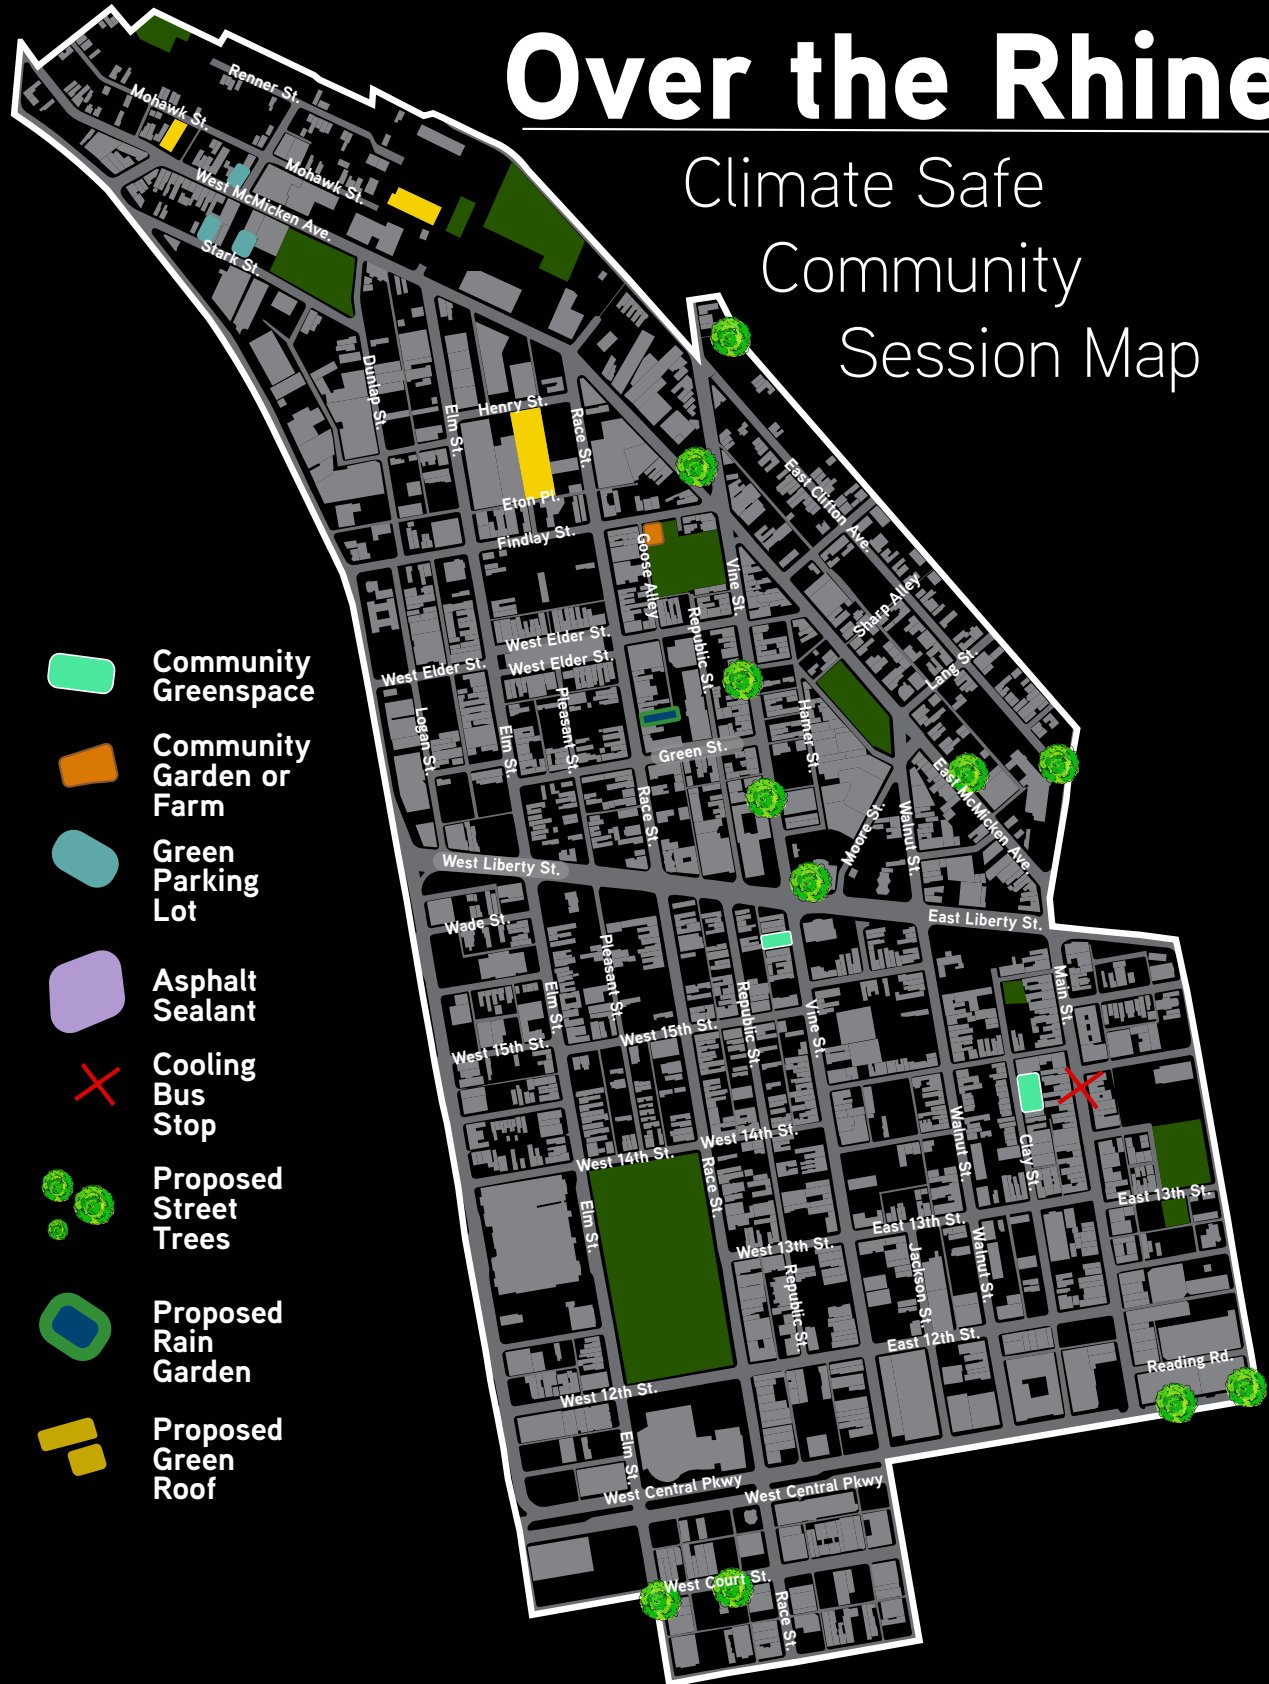 Over the Rhine
Climate Safe
Community
Session Map
Renner St.
Mohawk St.
Mohawk St.
West McMicken Ave.
Stark St.
Dunlap St.
Elm St.
Henry St.
Race St.
Eton Pl.
Findlay St.
Goose Alley
Vine St.
East Clifton Ave.
Sharp Alley
Lang St.
Republic St.
West Elder St.
West Elder St.
West Elder St.
Logan St.
Elm St.
Pleasant St.
Green St.
Hamer St.
Race St.
Moore St.
Walnut St.
East McMicken Ave.
West Liberty St.
East Liberty St.
Wade St.
Pleasant St.
Elm St.
Republic St.
Vine St.
Main St.
West 15th St.
West 15th St.
West 14th St.
West 14th St.
Race St.
Elm St.
Walnut St.
Clay St.
East 13th St.
East 13th St.
West 13th St.
Republic St.
Jackson St.
Walnut St.
East 12th St.
Reading Rd.
West 12th St.
Elm St.
West Central Pkwy
West Central Pkwy
West Court St.
Race St.
Community
Greenspace
Community
Garden or
Farm
Green
Parking
Lot
Asphalt
Sealant
Cooling
Bus
Stop
Proposed
Street
Trees
Proposed
Rain
Garden
Proposed
Green
Roof